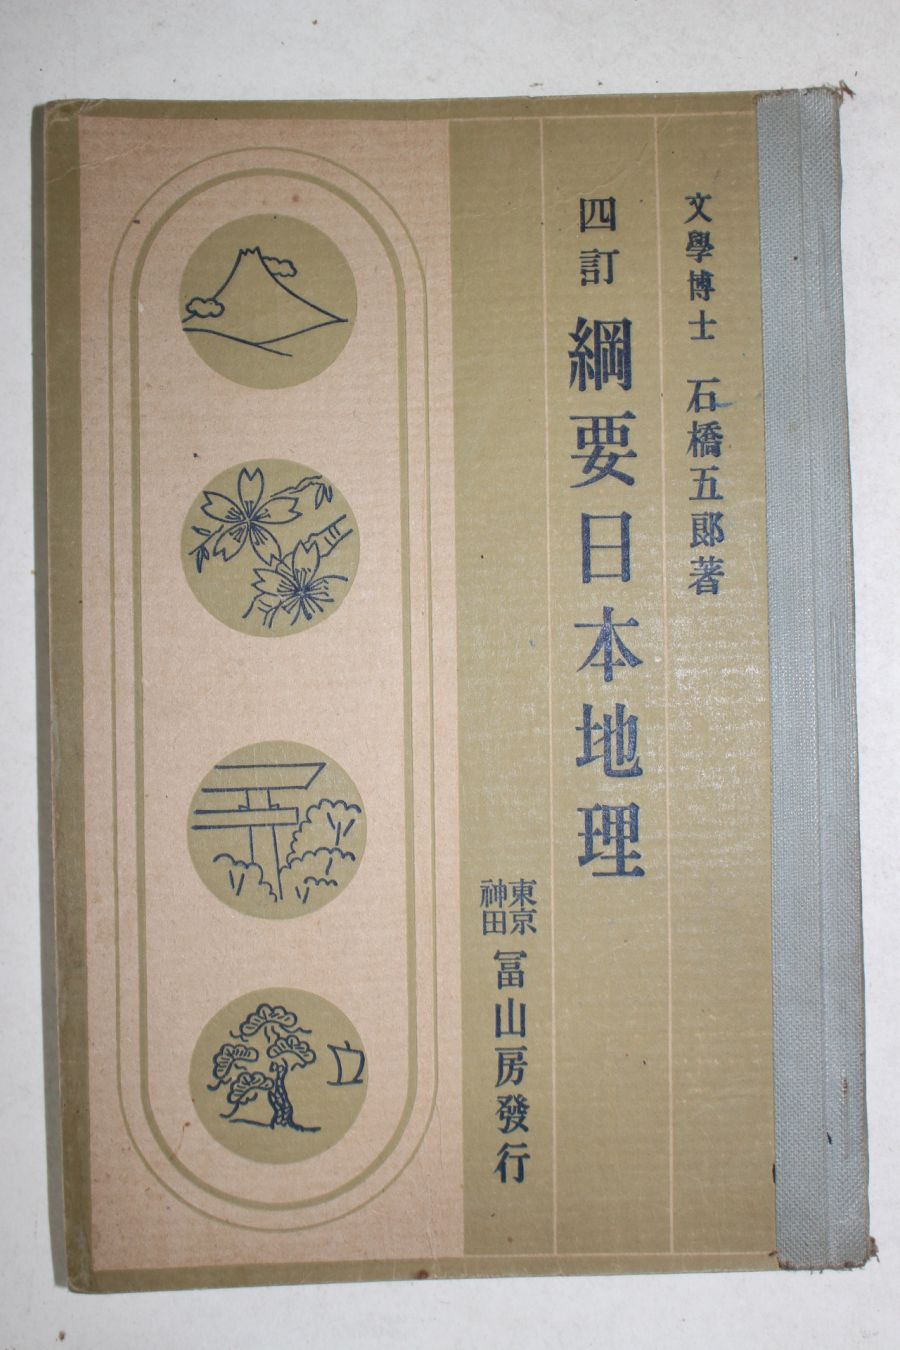 文學博士 石橋五郎著
四訂 綱要日本地理
東京
神田
冨山房發行